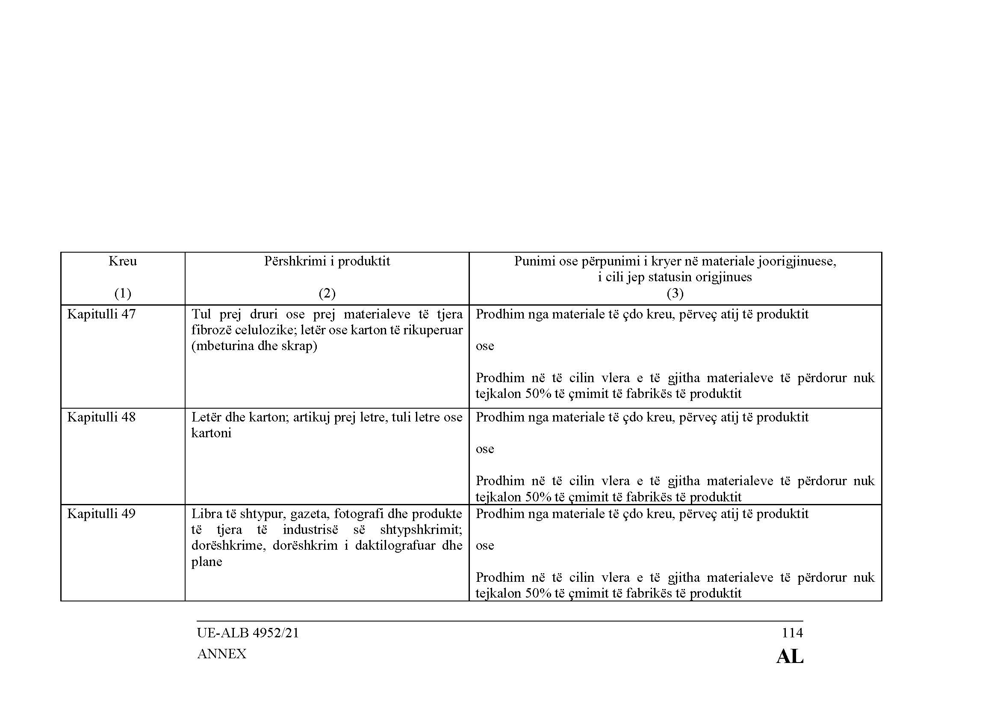 Kreu
(1)
Përshkrimi i produktit
(2)
Punimi ose përpunimi i kryer në materiale joorigjinuese,
i cili jep statusin origjinues
(3)
Kapitulli 47
Tul prej druri ose prej materialeve të tjera
fibrozë celulozike; letër ose karton të rikuperuar
(mbeturina dhe skrap)
Prodhim nga materiale të çdo kreu, përveç atij të produktit
ose
Prodhim në të cilin vlera e të gjitha materialeve të përdorur nuk
tejkalon 50% të çmimit të fabrikës të produktit
Kapitulli 48
Letër dhe karton; artikuj prej letre, tuli letre ose
kartoni
Prodhim nga materiale të çdo kreu, përveç atij të produktit
ose
Prodhim në të cilin vlera e të gjitha materialeve të përdorur nuk
tejkalon 50% të çmimit të fabrikës të produktit
Kapitulli 49
Libra të shtypur, gazeta, fotografi dhe produkte
të tjera të industrisë së shtypshkrimit;
dorëshkrime, dorëshkrim i daktilografuar dhe
plane
Prodhim nga materiale të çdo kreu, përveç atij të produktit
ose
Prodhim në të cilin vlera e të gjitha materialeve të përdorur nuk
tejkalon 50% të çmimit të fabrikës të produktit
UE-ALB 4952/21
114
ANNEX
AL